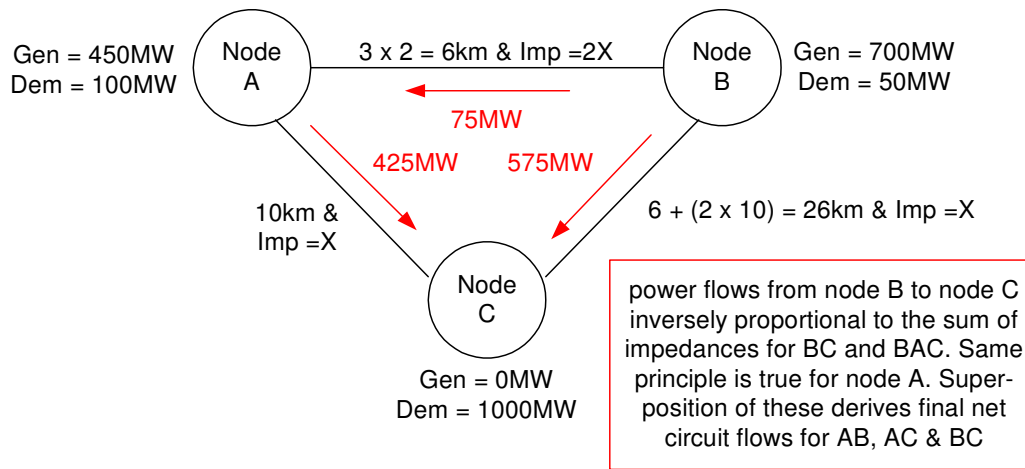 Gen = 450MW
Dem = 100MW
Node
A
3 x 2 = 6km & Imp =2X
75MW
Node
B
Gen = 700MW
Dem = 50MW
425MW
575MW
10km &
Imp =X
6 + (2 x 10) = 26km & Imp =X
Node
C
Gen = 0MW
Dem = 1000MW
power flows from node B to node C
inversely proportional to the sum of
impedances for BC and BAC. Same
principle is true for node A. Super-
position of these derives final net
circuit flows for AB, AC & BC